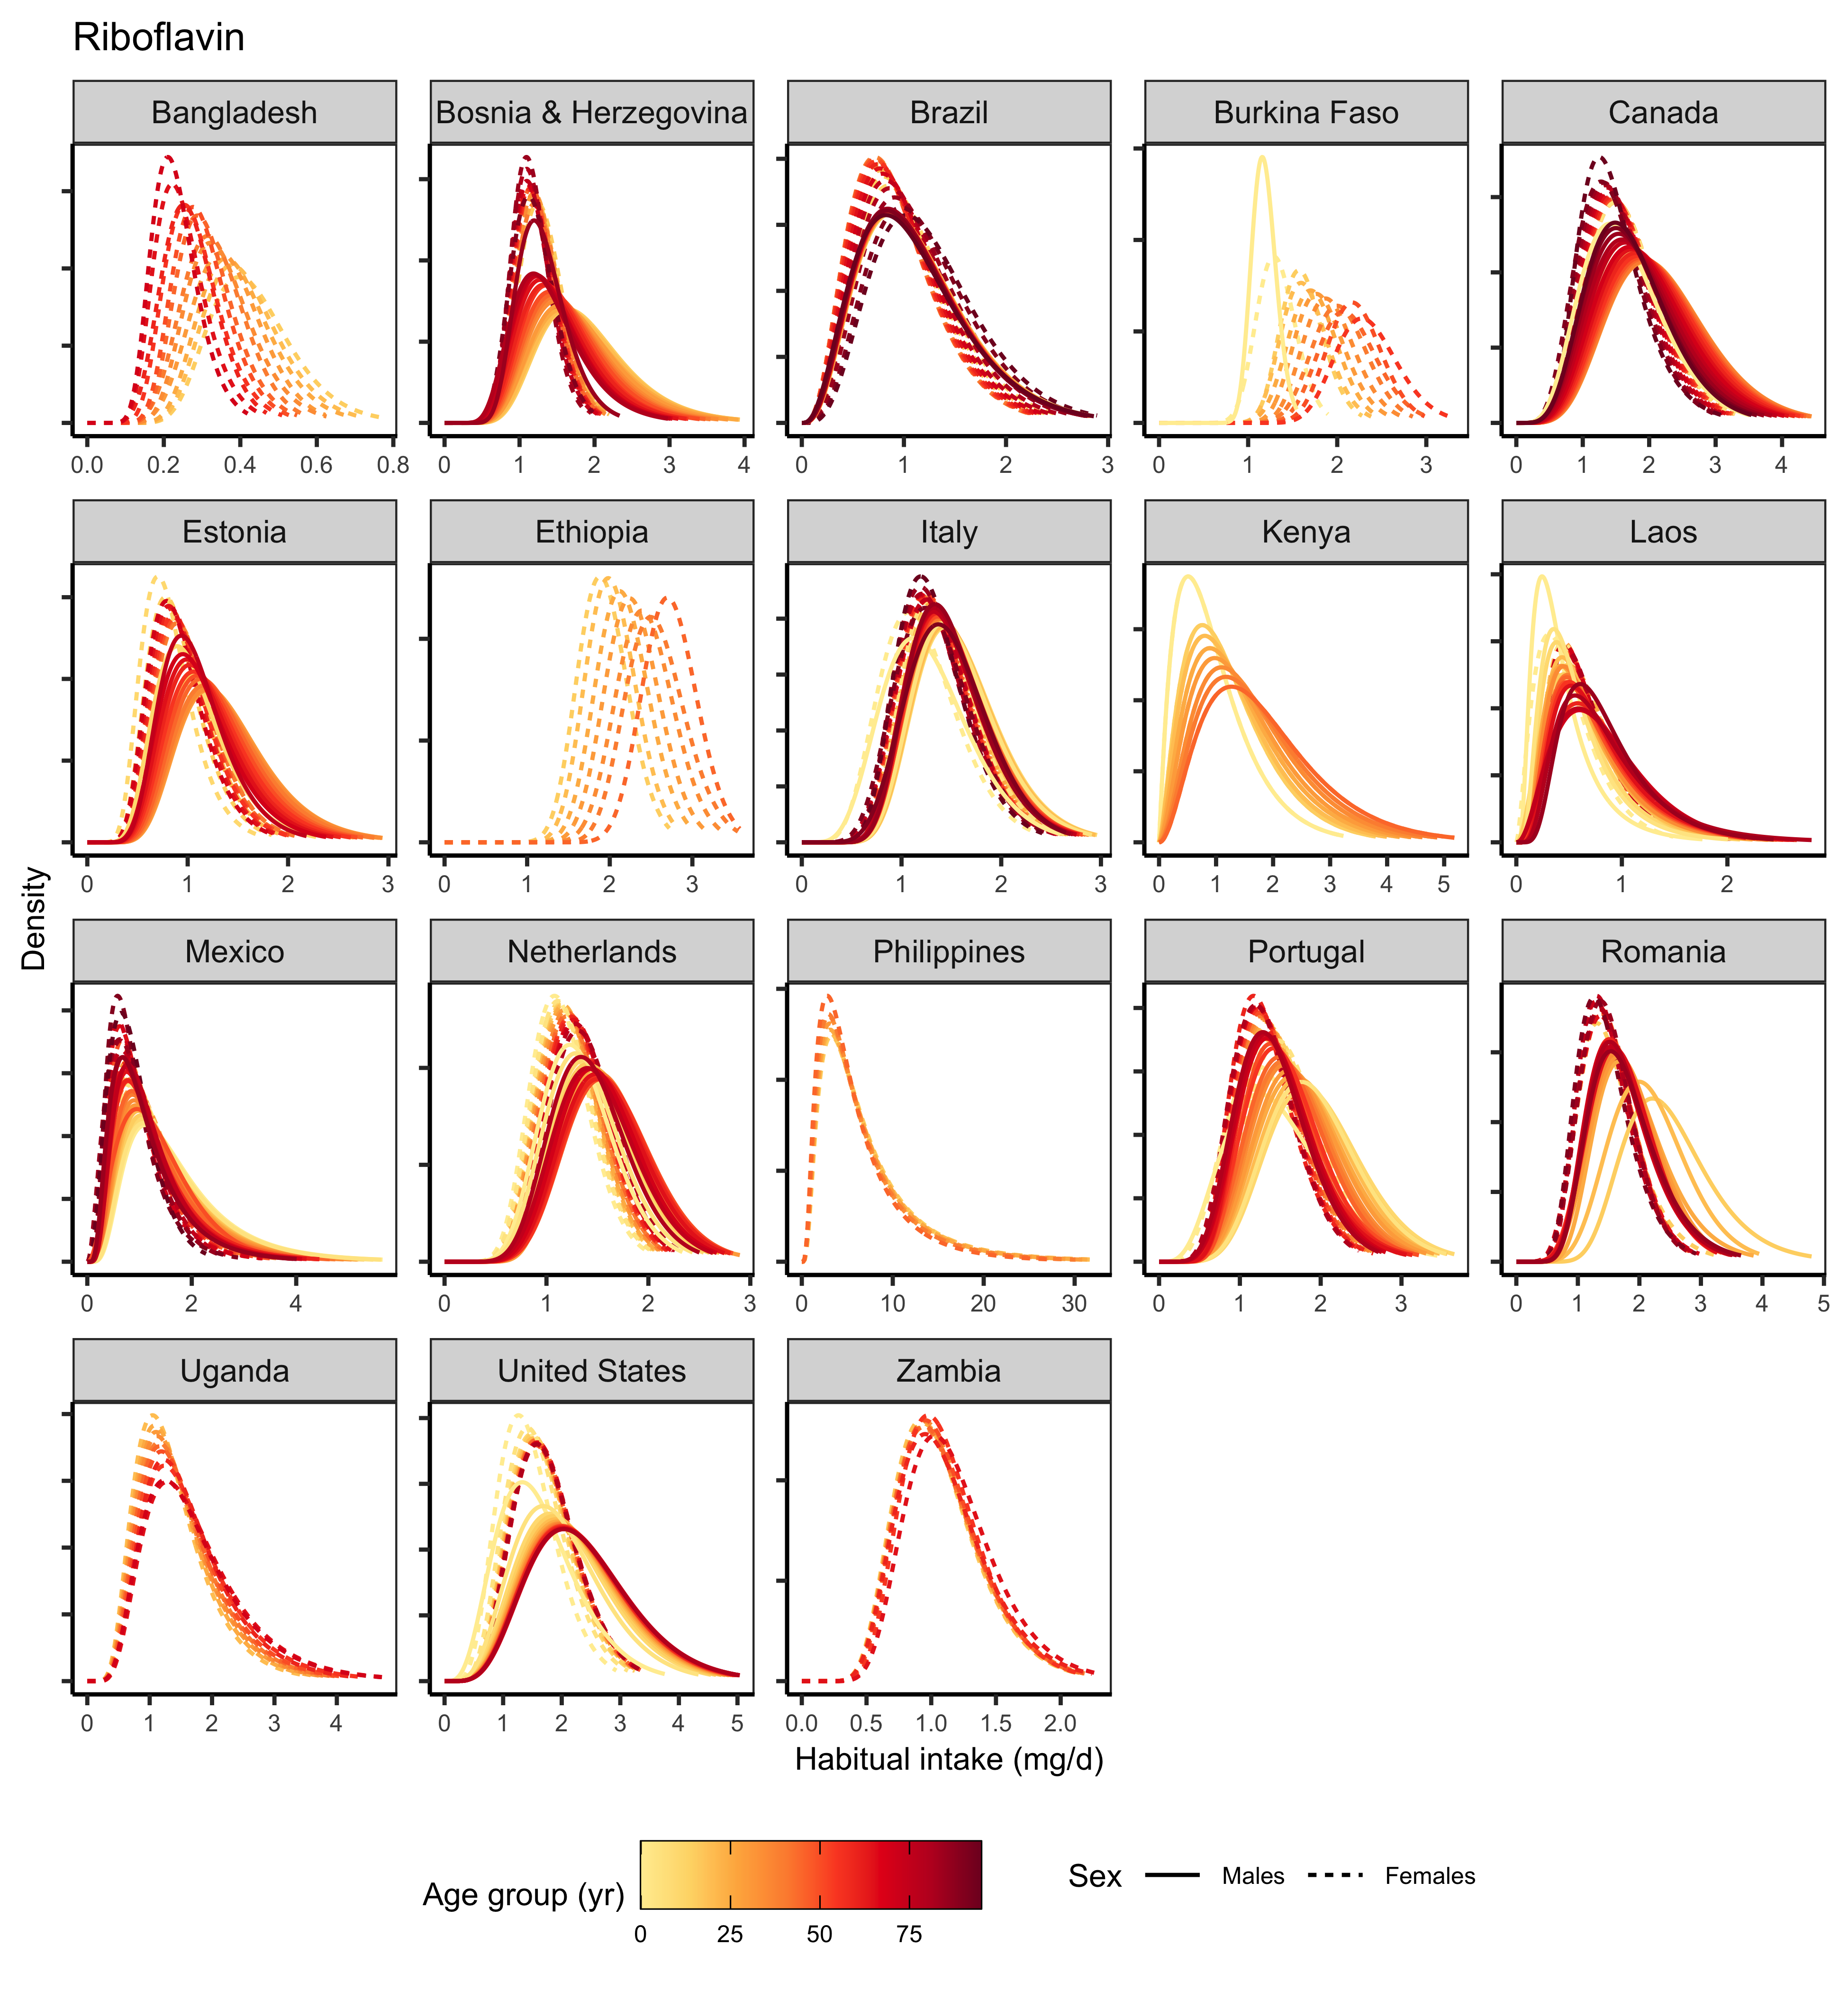 Riboflavin
Bangladesh
Bosnia & Herzegovina
Brazil
Burkina Faso
Canada
0.0 0.2 0.4 0.6 0.8
0 1 2 3 4
0 1 2 3
0 1 2 3
0 1 2 3 4
Estonia
Ethiopia
Italy
Kenya
Laos
0 1 2 3
0 1 2 3
0 1 2 3
0 1 2 3 4 5
0 1 2
Density
Mexico
Netherlands
Philippines
Portugal
Romania
0 2 4
0 1 2 3
0 10 20 30
0 1 2 3
0 1 2 3 4 5
Uganda
United States
Zambia
0 1 2 3 4
0 1 2 3 4 5
0.0 0.5 1.0 1.5 2.0
Habitual intake (mg/d)
Age group (yr)
0 25 50 75
Sex Males Females